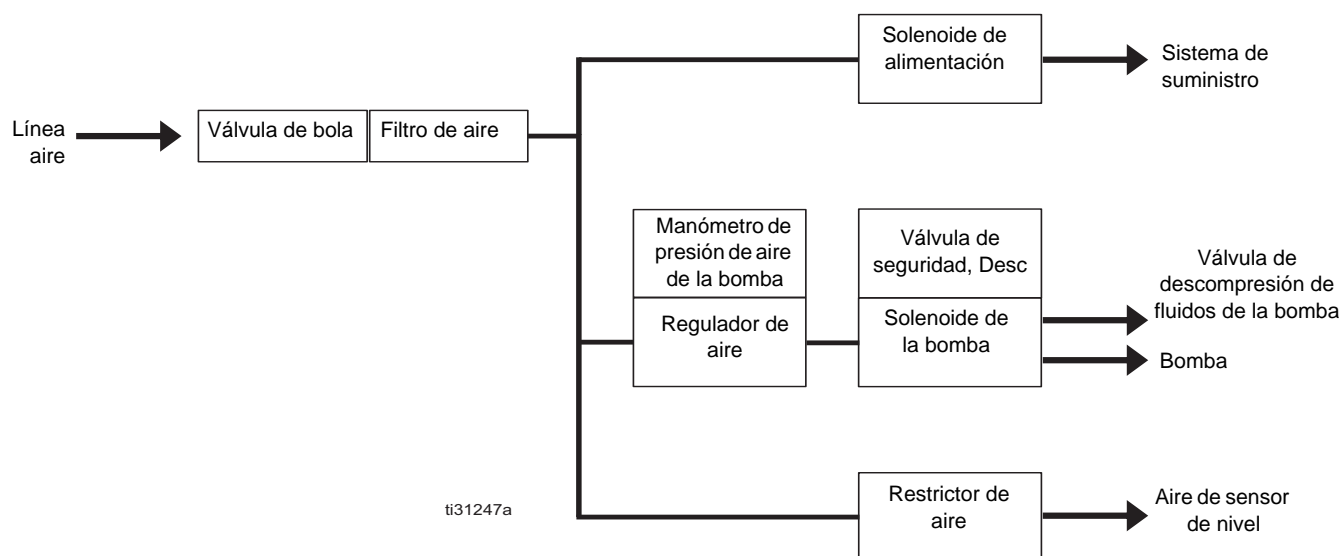 Línea
aire
Válvula de bola
Filtro de aire
Solenoide de
alimentación
Sistema de
suministro
Manómetro de
presión de aire
de la bomba
Regulador de
aire
Válvula de
seguridad, Desc
Solenoide de
la bomba
Válvula de
descompresión de
fluidos de la bomba
Bomba
Restrictor de
aire
Aire de sensor
de nivel
ti31247a